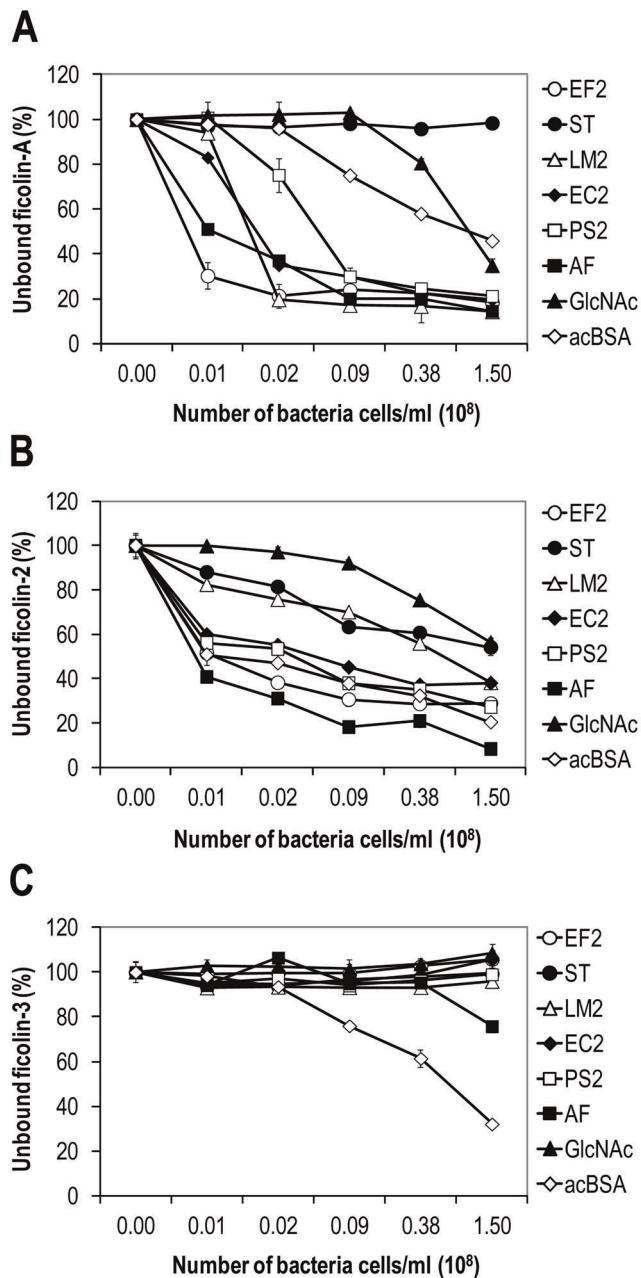 A
Unbound ficolin-A (%)
120
100
80
60
40
20
0
0.00 0.01 0.02 0.09 0.38 1.50
Number of bacteria cells/ml (10⁸)
EF2
ST
LM2
EC2
PS2
AF
GlcNAc
acBSA
B
Unbound ficolin-2 (%)
120
100
80
60
40
20
0
0.00 0.01 0.02 0.09 0.38 1.50
Number of bacteria cells/ml (10⁸)
EF2
ST
LM2
EC2
PS2
AF
GlcNAc
acBSA
C
Unbound ficolin-3 (%)
120
100
80
60
40
20
0
0.00 0.01 0.02 0.09 0.38 1.50
Number of bacteria cells/ml (10⁸)
EF2
ST
LM2
EC2
PS2
AF
GlcNAc
acBSA